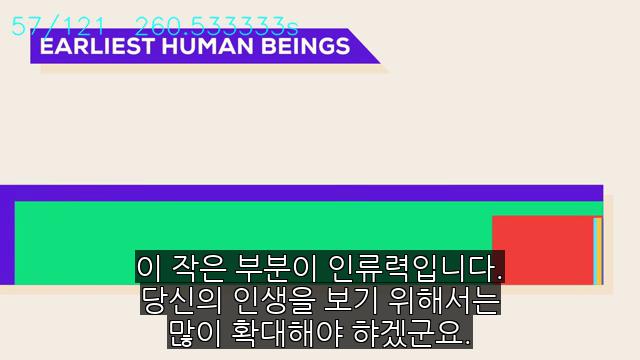 57/121 260.533333s
EARLIEST HUMAN BEINGS
이 작은 부분이 인류력입니다.
당신의 인생을 보기 위해서는
많이 확대해야 하겠군요.